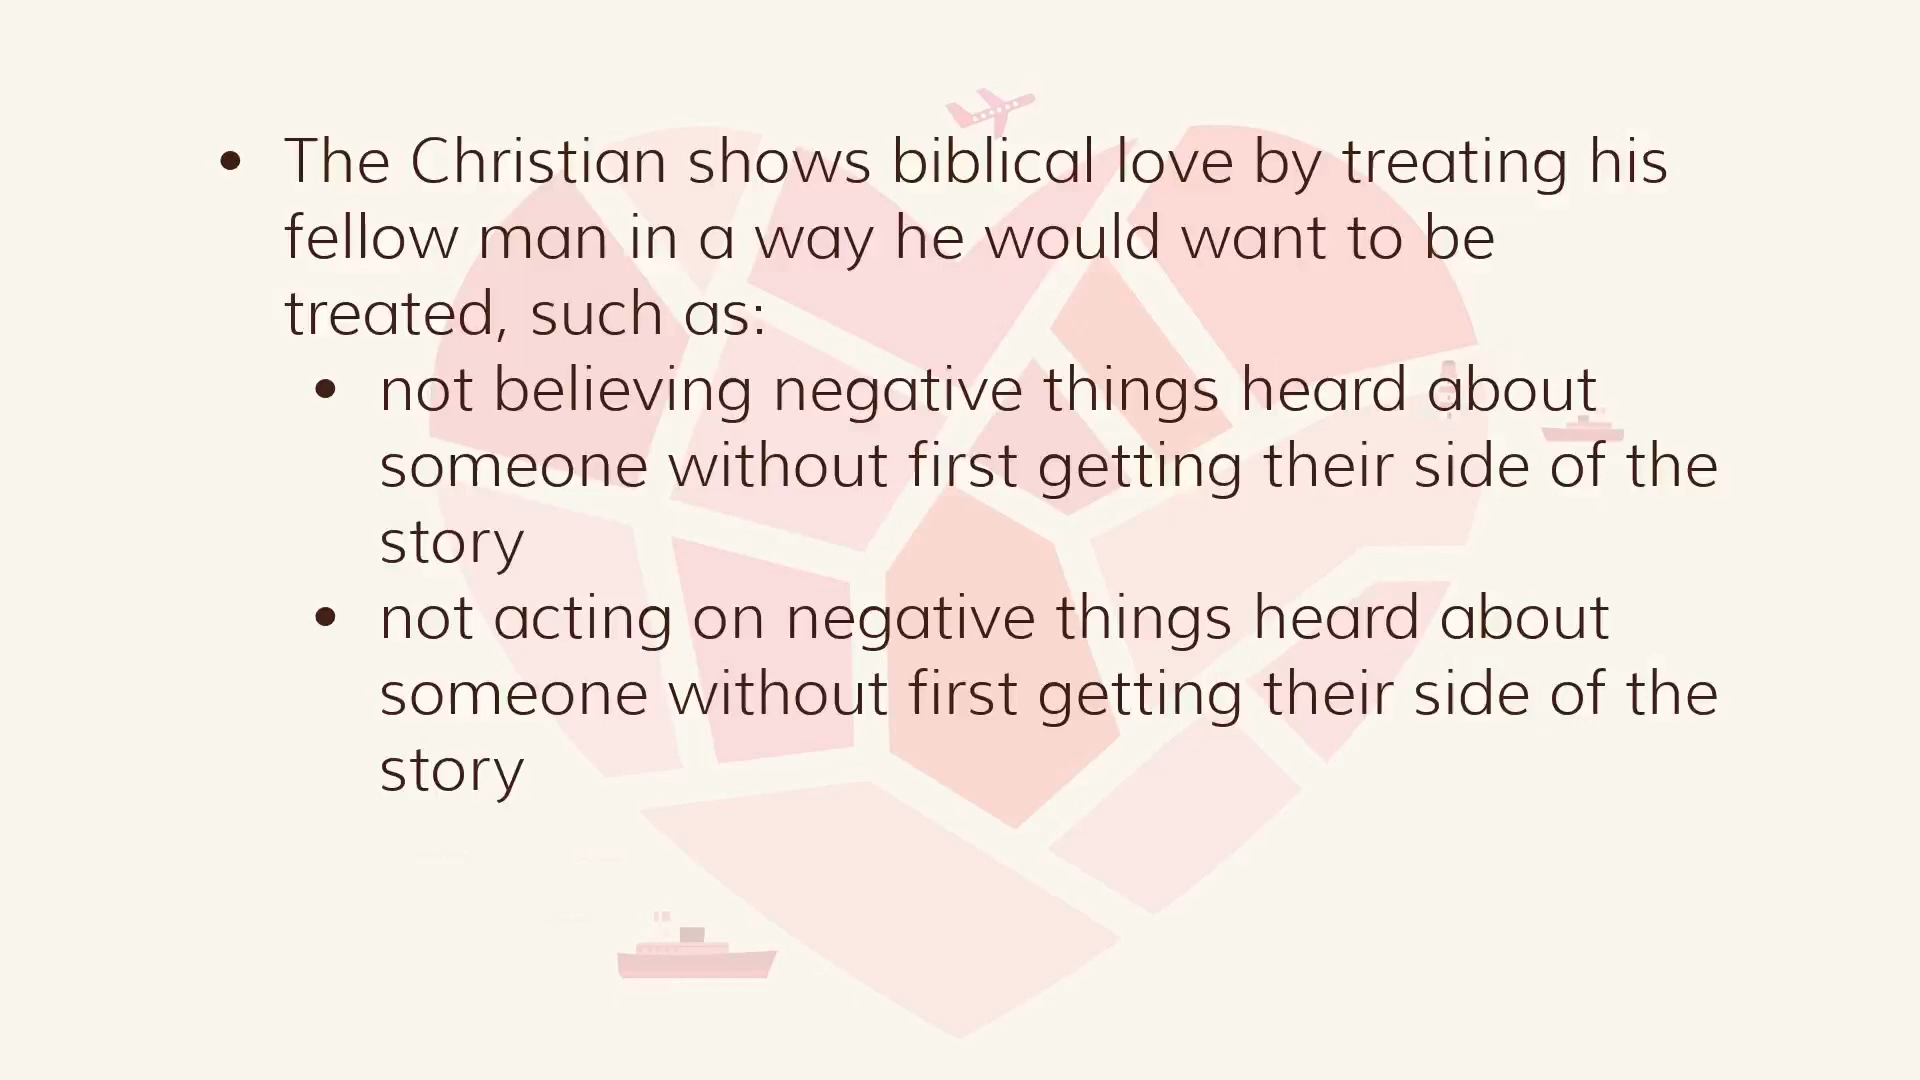 • The Christian shows biblical love by treating his
fellow man in a way he would want to be
treated, such as:
• not believing negative things heard about
someone without first getting their side of the
story
• not acting on negative things heard about
someone without first getting their side of the
story